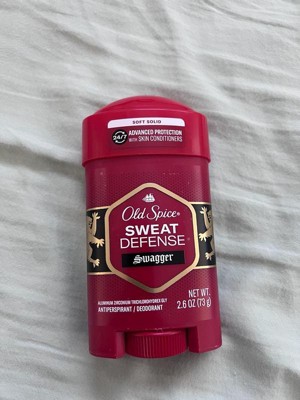 SOFT SOLID
24/7
ADVANCED PROTECTION
WITH SKIN CONDITIONERS
Old Spice®
SWEAT
DEFENSE
Swagger
ALUMINUM ZIRCONIUM TRICHLOROHYDREX GLY
ANTIPERSPIRANT / DEODORANT
NET WT.
2.6 OZ (73 g)